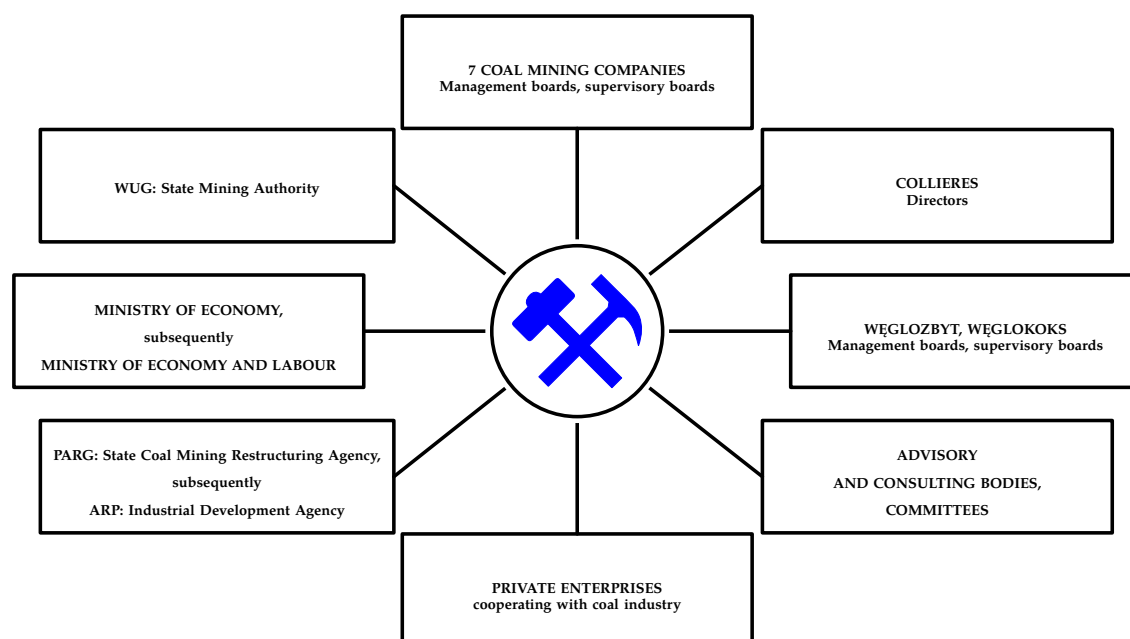 7 COAL MINING COMPANIES
Management boards, supervisory boards
WUG: State Mining Authority
COLLIERES
Directors
MINISTRY OF ECONOMY,
subsequently
MINISTRY OF ECONOMY AND LABOUR
WĘGLOZBYT, WĘGLOKOKS
Management boards, supervisory boards
PARG: State Coal Mining Restructuring Agency,
subsequently
ARP: Industrial Development Agency
ADVISORY
AND CONSULTING BODIES,
COMMITTEES
PRIVATE ENTERPRISES
cooperating with coal industry